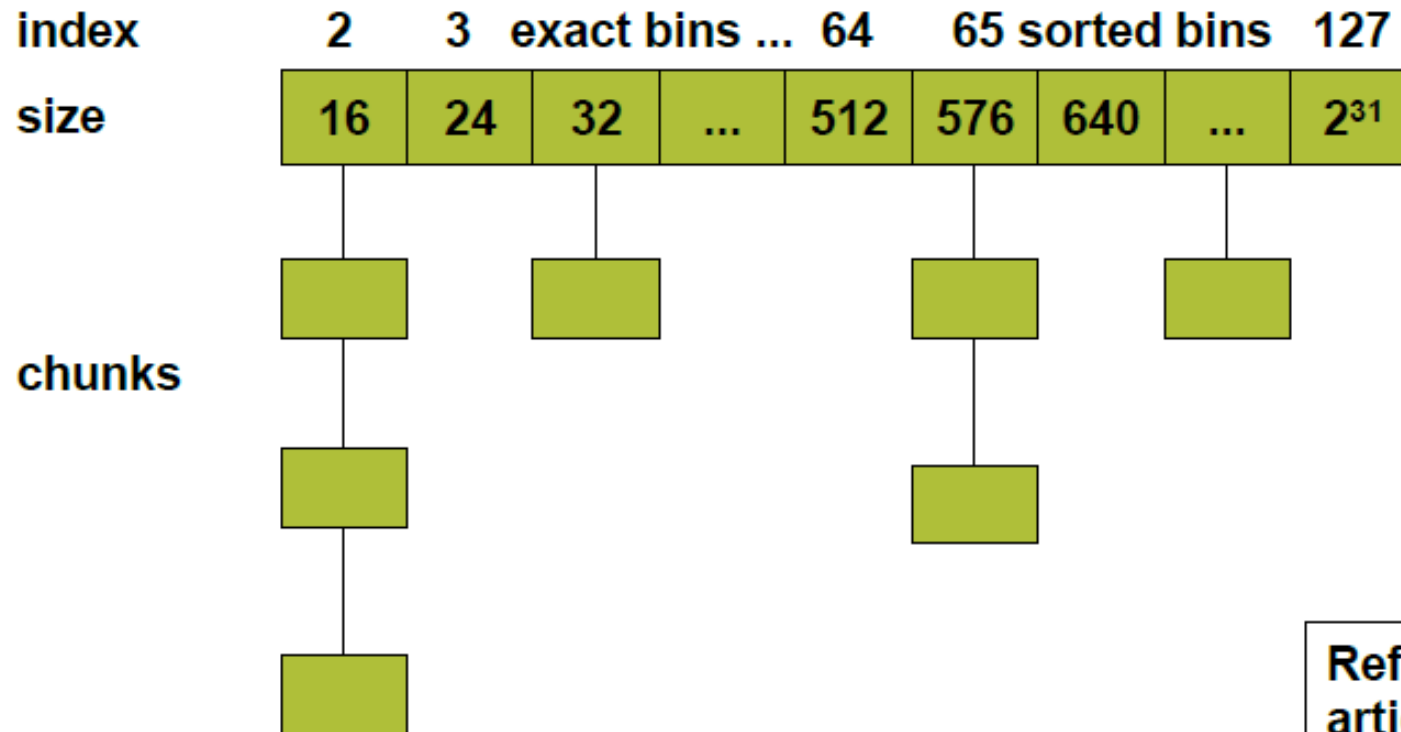 index 2 3 exact bins ... 64 65 sorted bins 127
size 16 24 32 ... 512 576 640 ... 2³¹
chunks
Ref
arti